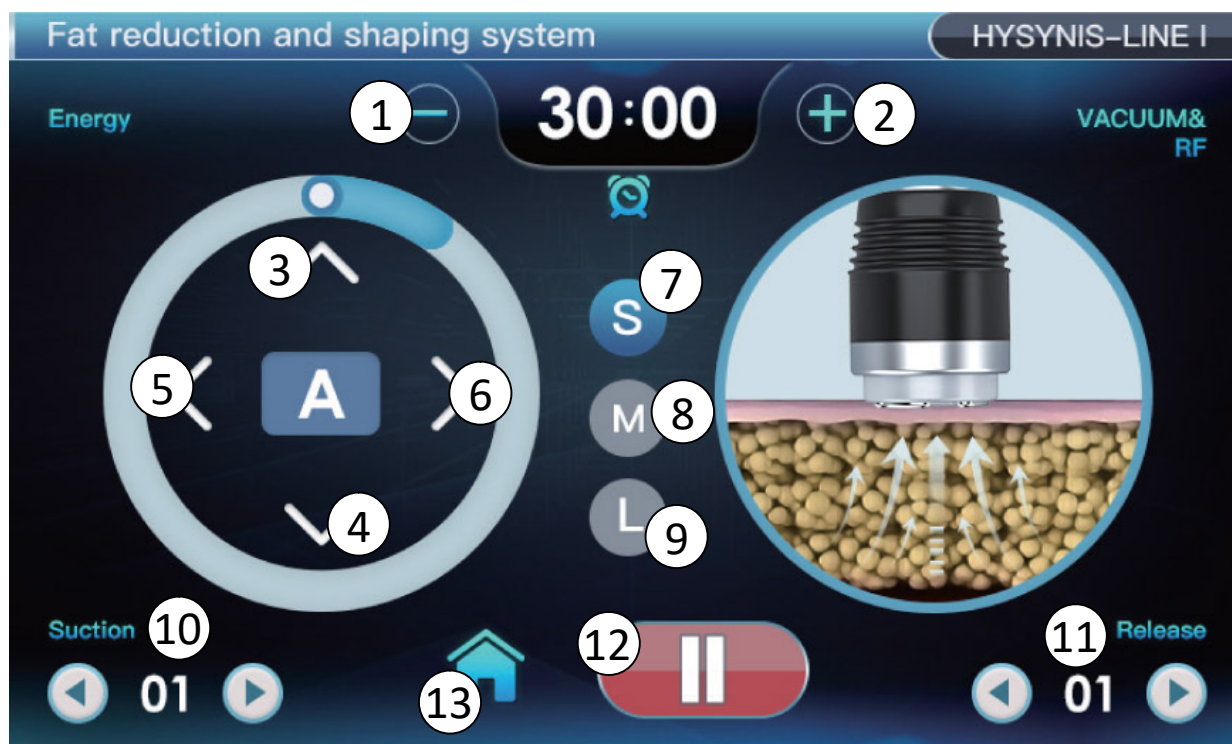 Fat reduction and shaping system
HYSYNIS-LINE I
Energy
1
30:00
2
VACUUM&
RF
3
7
S
5
A
6
M
8
4
L
9
Suction
10
11
Release
12
01
13
01